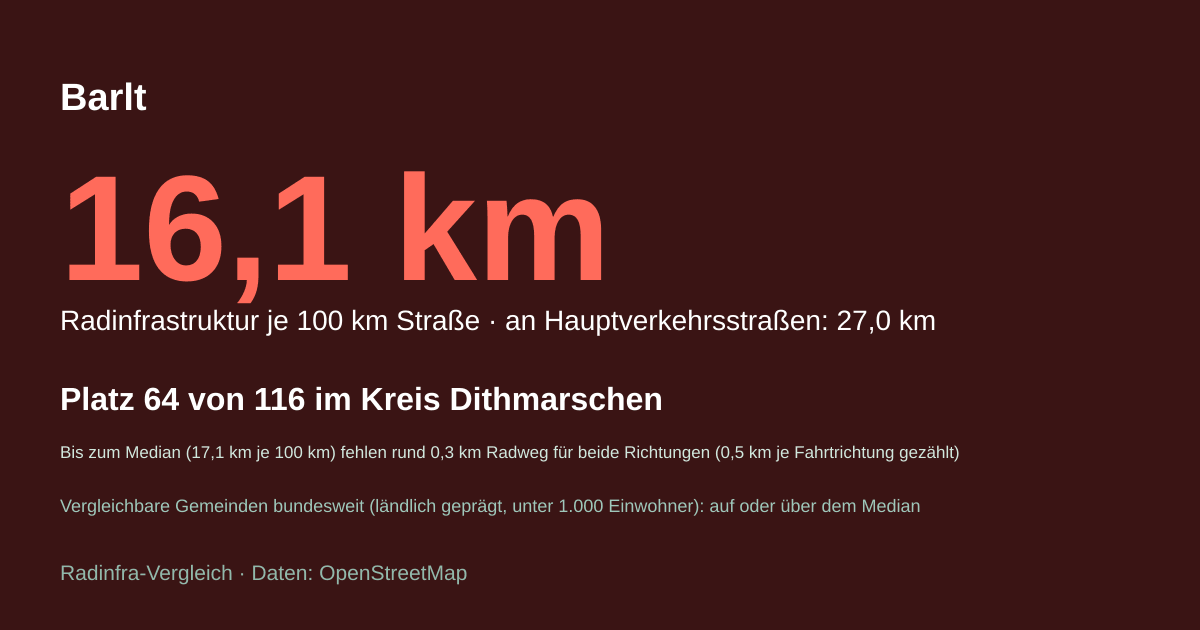 Barlt
16,1 km
Radinfrastruktur je 100 km Straße · an Hauptverkehrsstraßen: 27,0 km
Platz 64 von 116 im Kreis Dithmarschen
Bis zum Median (17,1 km je 100 km) fehlen rund 0,3 km Radweg für beide Richtungen (0,5 km je Fahrtrichtung gezählt)
Vergleichbare Gemeinden bundesweit (ländlich geprägt, unter 1.000 Einwohner): auf oder über dem Median
Radinfra-Vergleich · Daten: OpenStreetMap